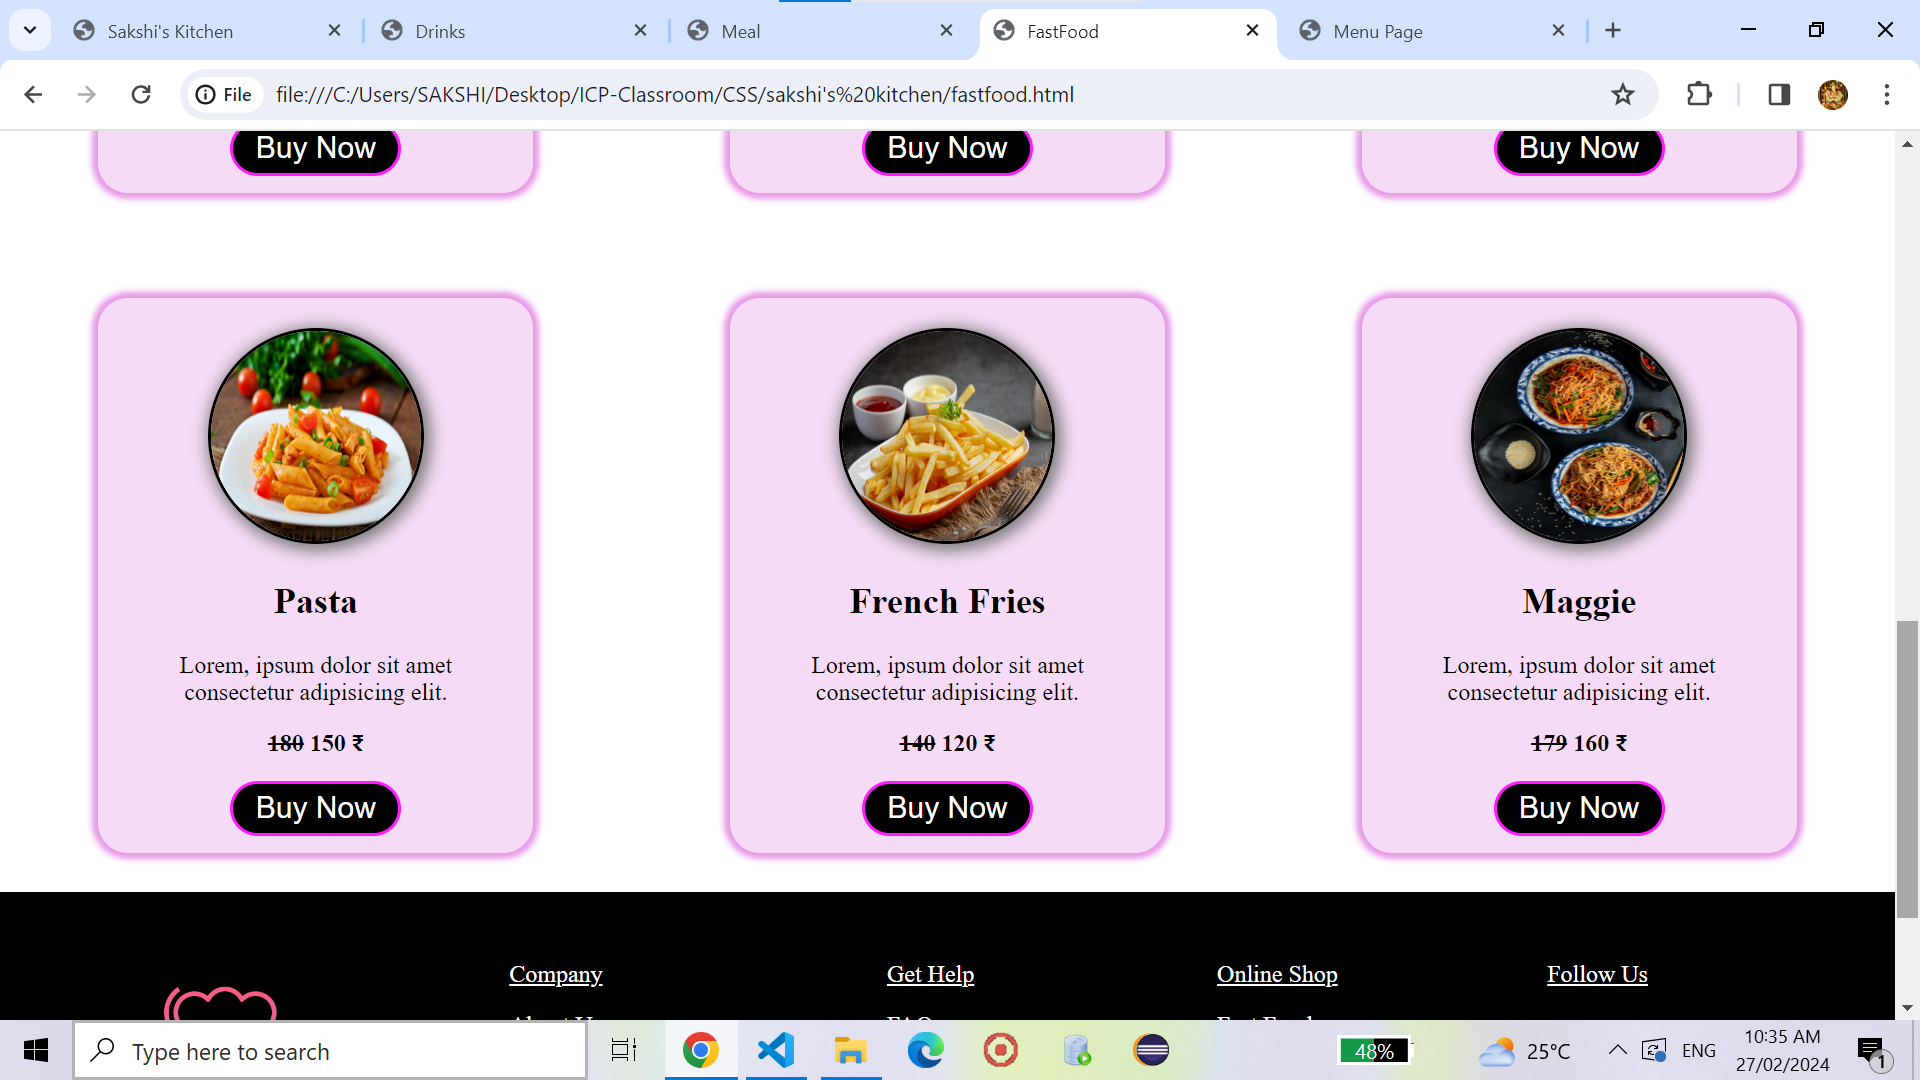 Sakshi's Kitchen
Drinks
Meal
FastFood
Menu Page
File
file:///C:/Users/SAKSHI/Desktop/ICP-Classroom/CSS/sakshi's%20kitchen/fastfood.html
Buy Now
Buy Now
Buy Now
Pasta
Lorem, ipsum dolor sit amet
consectetur adipisicing elit.
180 150 ₹
Buy Now
French Fries
Lorem, ipsum dolor sit amet
consectetur adipisicing elit.
140 120 ₹
Buy Now
Maggie
Lorem, ipsum dolor sit amet
consectetur adipisicing elit.
179 160 ₹
Buy Now
Company
Get Help
Online Shop
Follow Us
Type here to search
48%
25°C
ENG
10:35 AM
27/02/2024
1